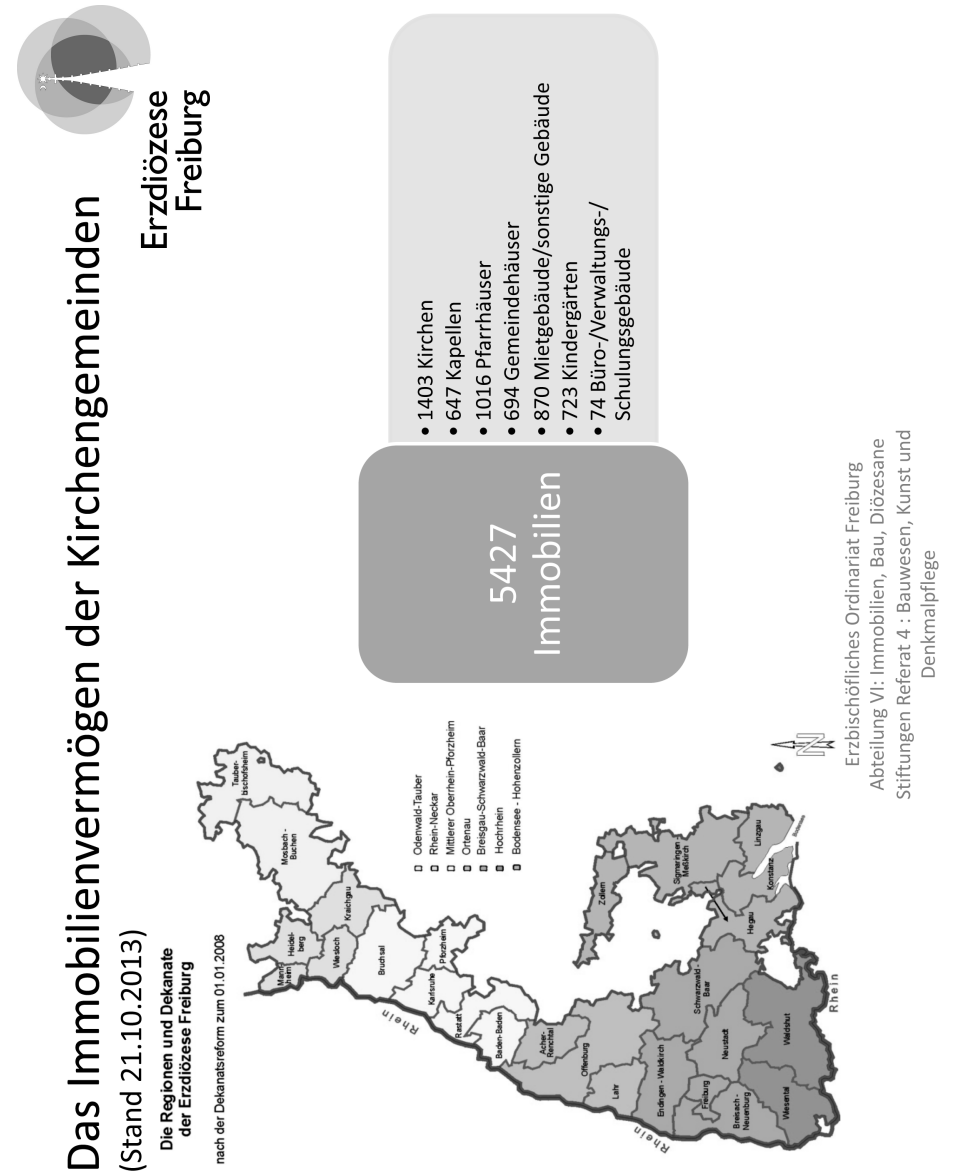 Das Immobilienvermögen der Kirchengemeinden
(Stand 21.10.2013)
Erzdiözese
Freiburg
Die Regionen und Dekanate
der Erzdiözese Freiburg
nach der Dekanatsreform zum 01.01.2008
Tauber-
bischofsheim
Mosbach -
Buchen
Mann-
heim
Heidel-
berg
Kraichgau
Wiesloch
Bruchsal
Pforzheim
Karlsruhe
Rastatt
Baden-Baden
Acher-
Renchtal
Offenburg
Lahr
Endingen - Waldkirch
Freiburg
Breisach -
Neuenburg
Neustadt
Schwarzwald -
Baar
Wiesental
Waldshut
Zollern
Sigmaringen
Meßkirch
Linzgau
Konstanz
Hegau
Bodensee
Rhein
Rhein
Rhein
N
Odenwald-Tauber
Rhein-Neckar
Mittlerer Oberrhein-Pforzheim
Ortenau
Breisgau-Schwarzwald-Baar
Hochrhein
Bodensee - Hohenzollern
5427
Immobilien
• 1403 Kirchen
• 647 Kapellen
• 1016 Pfarrhäuser
• 694 Gemeindehäuser
• 870 Mietgebäude/sonstige Gebäude
• 723 Kindergärten
• 74 Büro-/Verwaltungs-/
Schulungsgebäude
Erzbischöfliches Ordinariat Freiburg
Abteilung VI: Immobilien, Bau, Diözesane
Stiftungen Referat 4 : Bauwesen, Kunst und
Denkmalpflege